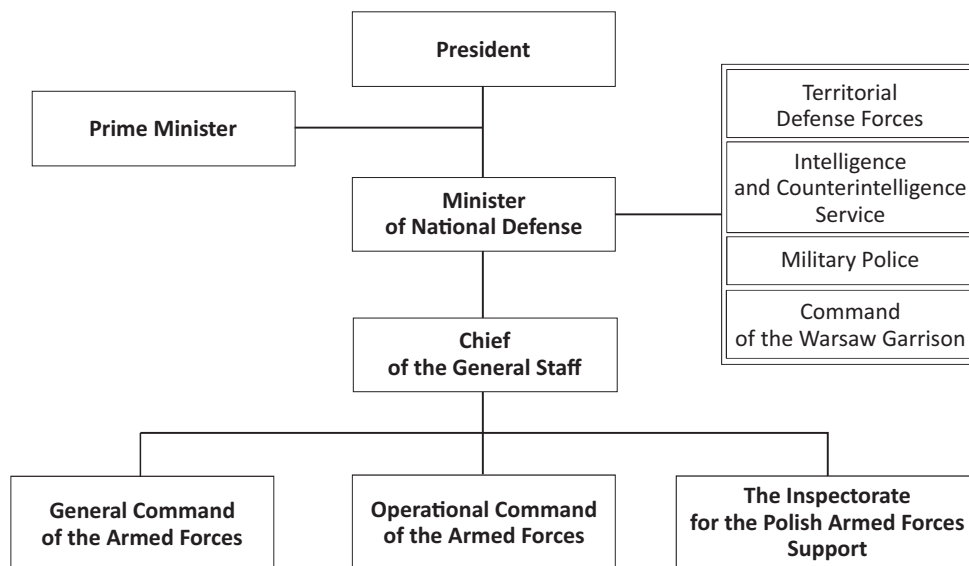 President
Prime Minister
Territorial
Defense Forces
Intelligence
and Counterintelligence
Service
Military Police
Command
of the Warsaw Garrison
Minister
of National Defense
Chief
of the General Staff
General Command
of the Armed Forces
Operational Command
of the Armed Forces
The Inspectorate
for the Polish Armed Forces
Support